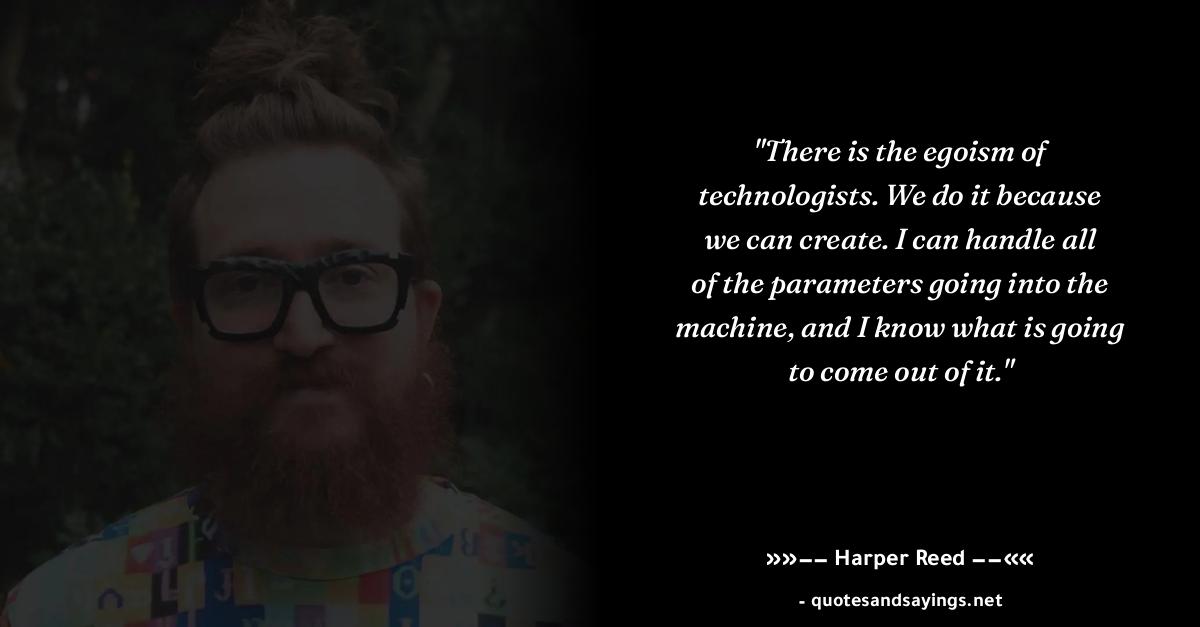 "There is the egoism of
technologists. We do it because
we can create. I can handle all
of the parameters going into the
machine, and I know what is going
to come out of it."
»»−− Harper Reed −−««
- quotesandsayings.net